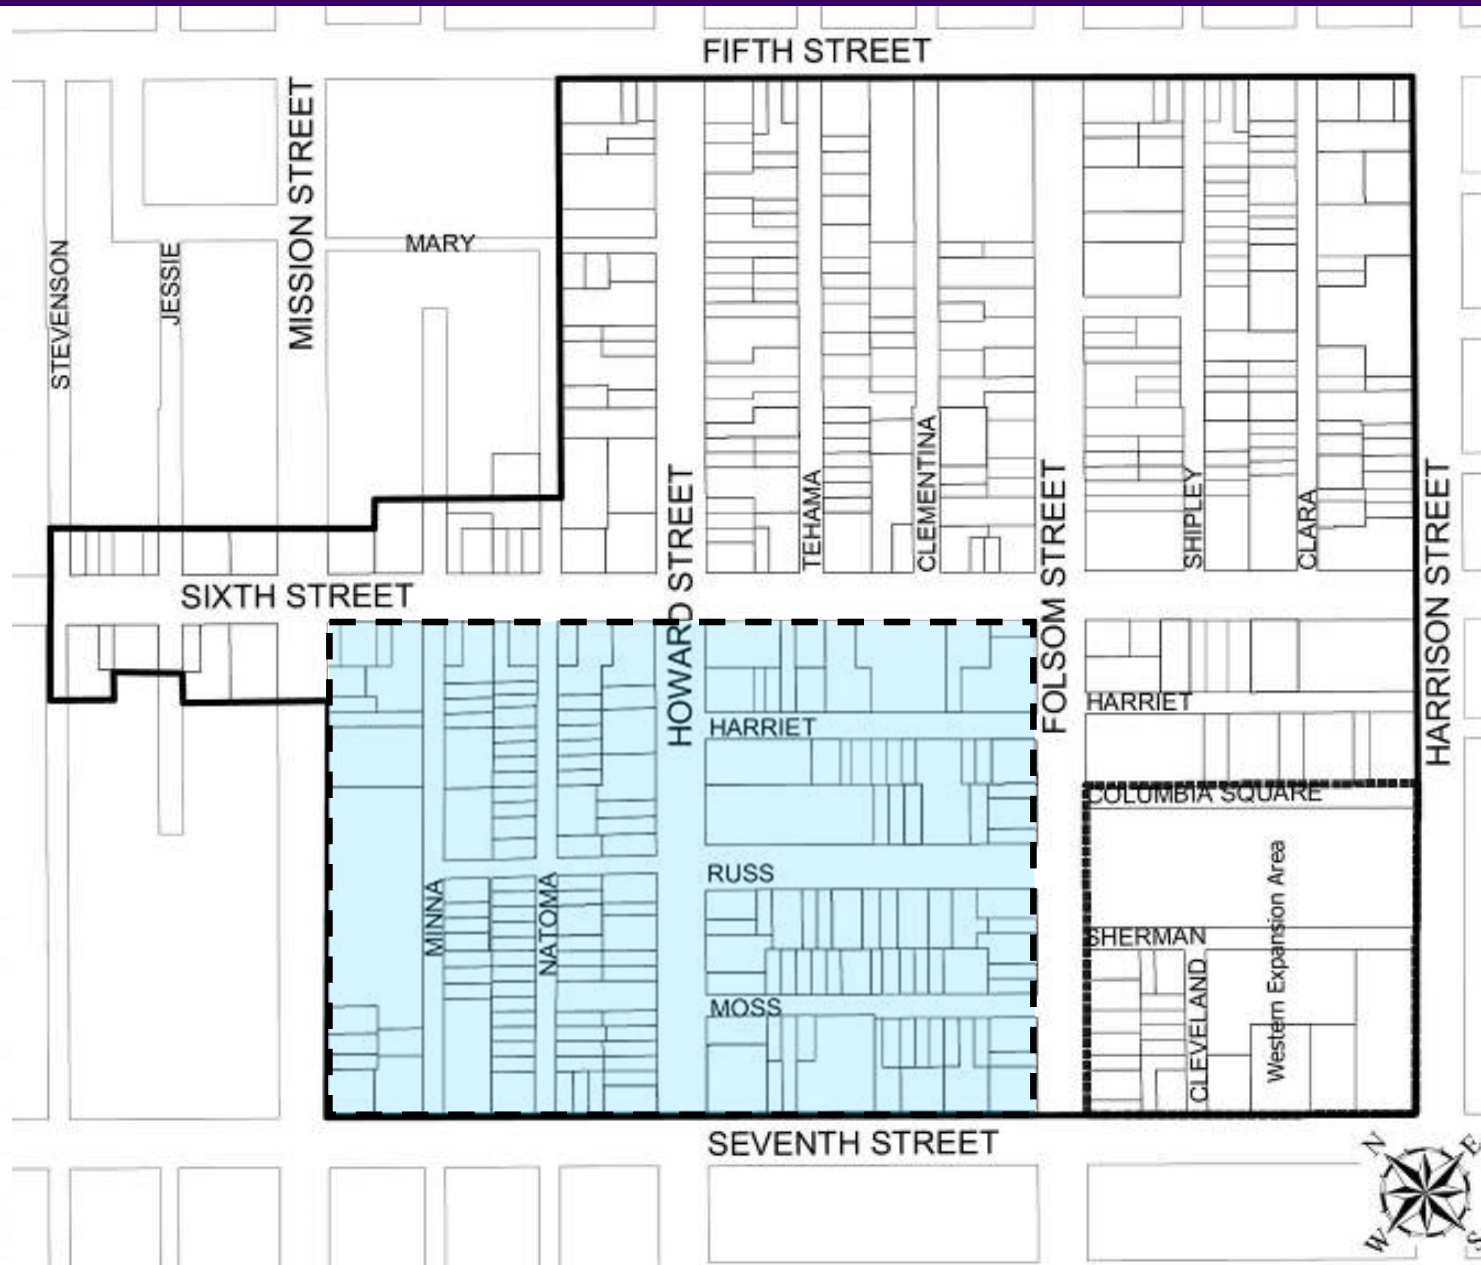 FIFTH STREET
MISSION STREET
MARY
STEVENSON
JESSIE
HOWARD STREET
TEHAMA
CLEMENTINA
FOLSOM STREET
SHIPLEY
CLARA
HARRISON STREET
SIXTH STREET
HARRIET
HARRIET
COLUMBIA SQUARE
RUSS
MINNA
NATOMA
SHERMAN
CLEVELAND
Western Expansion Area
MOSS
SEVENTH STREET
N
E
W
S